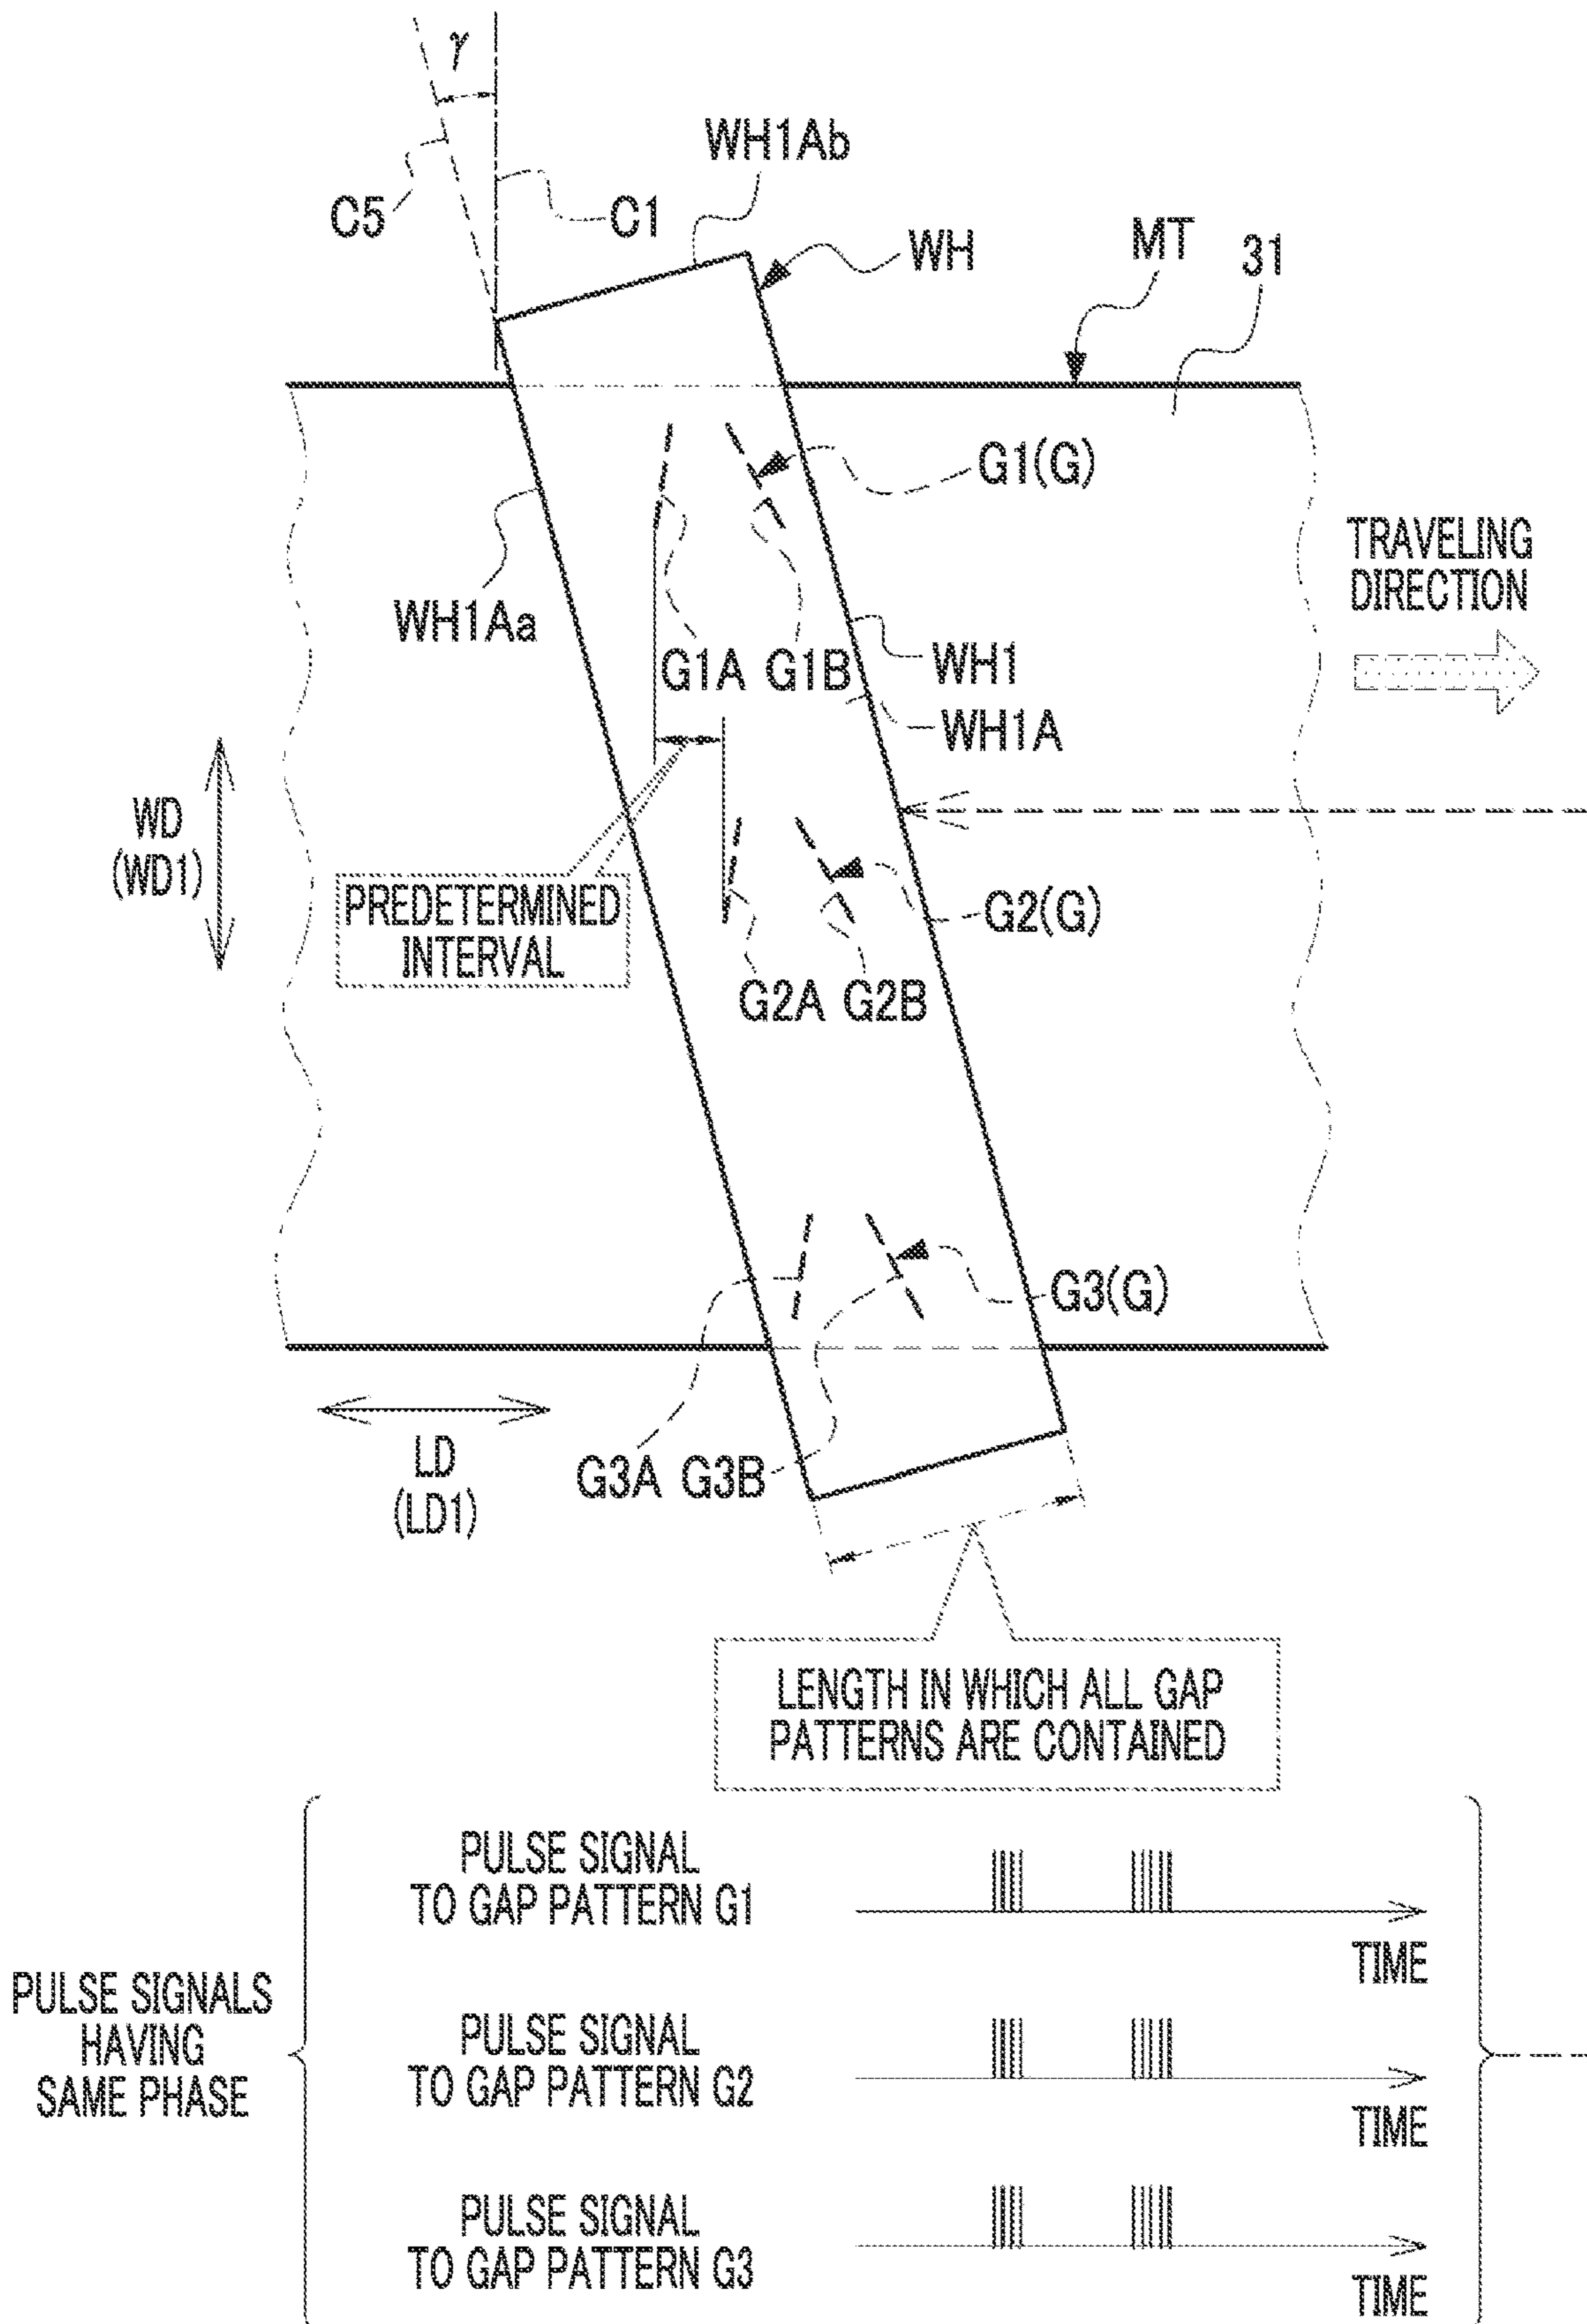 γ
WH1Ab
C5
C1
WH
MT
31
G1(G)
TRAVELING
DIRECTION
WH1Aa
G1A G1B
WH1
WH1A
WD
(WD1)
PREDETERMINED
INTERVAL
G2(G)
G2A G2B
G3(G)
LD
(LD1)
G3A G3B
LENGTH IN WHICH ALL GAP
PATTERNS ARE CONTAINED
PULSE SIGNAL
TO GAP PATTERN G1
TIME
PULSE SIGNALS
HAVING
SAME PHASE
PULSE SIGNAL
TO GAP PATTERN G2
TIME
PULSE SIGNAL
TO GAP PATTERN G3
TIME